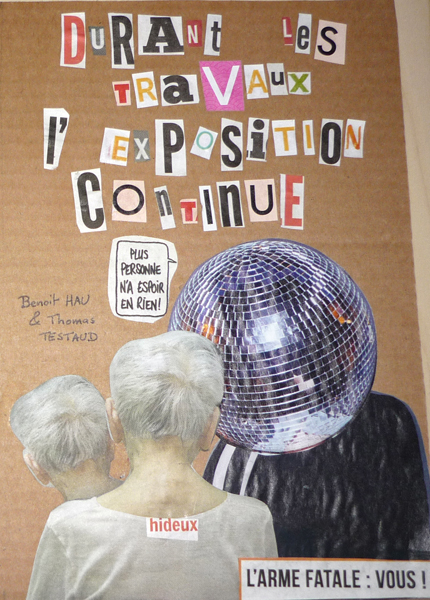 DURANt LES
TRaVAUX
l' EXPOSITION
CONTINUE
PLUS
PERSONNE
N'A ESPOIR
EN RIEN!
Benoît HAU
& Thomas
TESTAUD
hideux
L'ARME FATALE : VOUS !